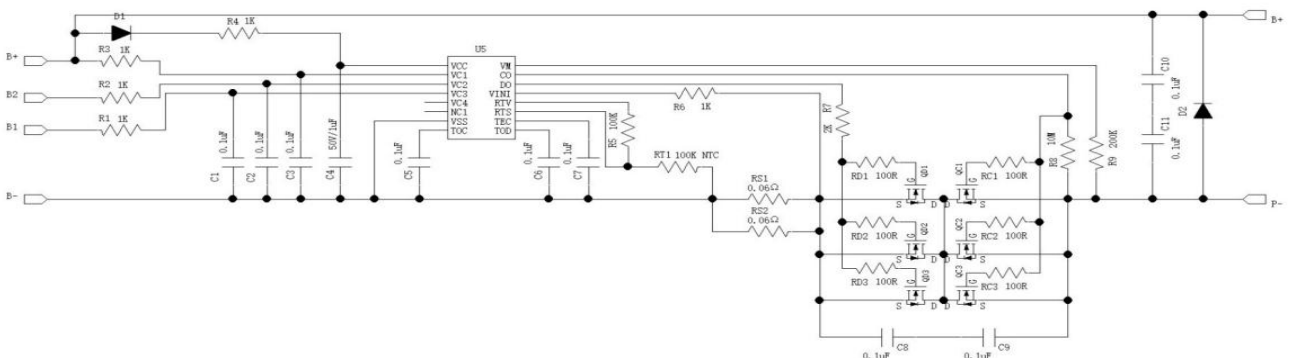 D1
R4 1K
B+
B+
R3 1K
U5
VCC VM
VC1 CO
VC2 DO
VC3 VINI
VC4 RTV
NC1 RTS
VSS TEC
TOC TOD
B2
R2 1K
B1
R1 1K
R6 1K
R7
2K
R5 100K
RT1 100K NTC
C10
0.1uF
C11
0.1uF
D2
10M
R8
200K
R9
0.1uF
C1
0.1uF
C2
0.1uF
C3
50V/1uF
C4
0.1uF
C5
0.1uF
C6
0.1uF
C7
B-
P-
RS1
0.06Ω
RS2
0.06Ω
RD1 100R
QD1
G
S D
QC1
G
D S
RC1 100R
RD2 100R
QD2
G
S D
QC2
G
D S
RC2 100R
RD3 100R
QD3
G
S D
QC3
G
D S
RC3 100R
C8
0.1uF
C9
0.1uF